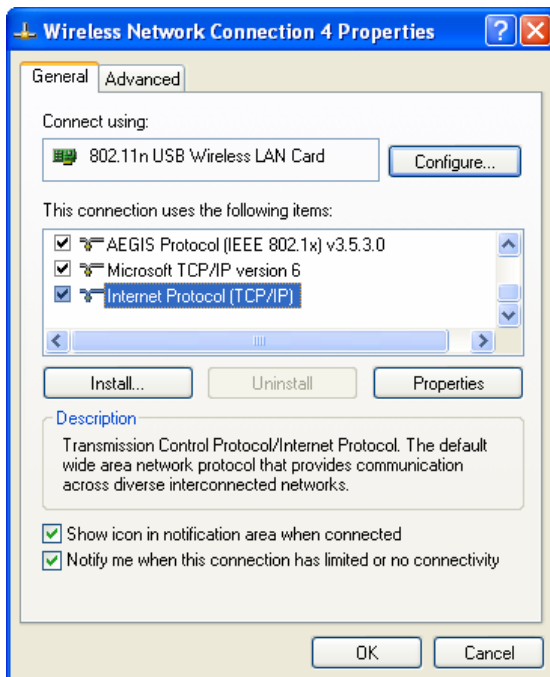 Wireless Network Connection 4 Properties
General Advanced
Connect using:
802.11n USB Wireless LAN Card
Configure...
This connection uses the following items:
AEGIS Protocol (IEEE 802.1x) v3.5.3.0
Microsoft TCP/IP version 6
Internet Protocol (TCP/IP)
Install... Uninstall Properties
Description
Transmission Control Protocol/Internet Protocol. The default
wide area network protocol that provides communication
across diverse interconnected networks.
Show icon in notification area when connected
Notify me when this connection has limited or no connectivity
OK Cancel